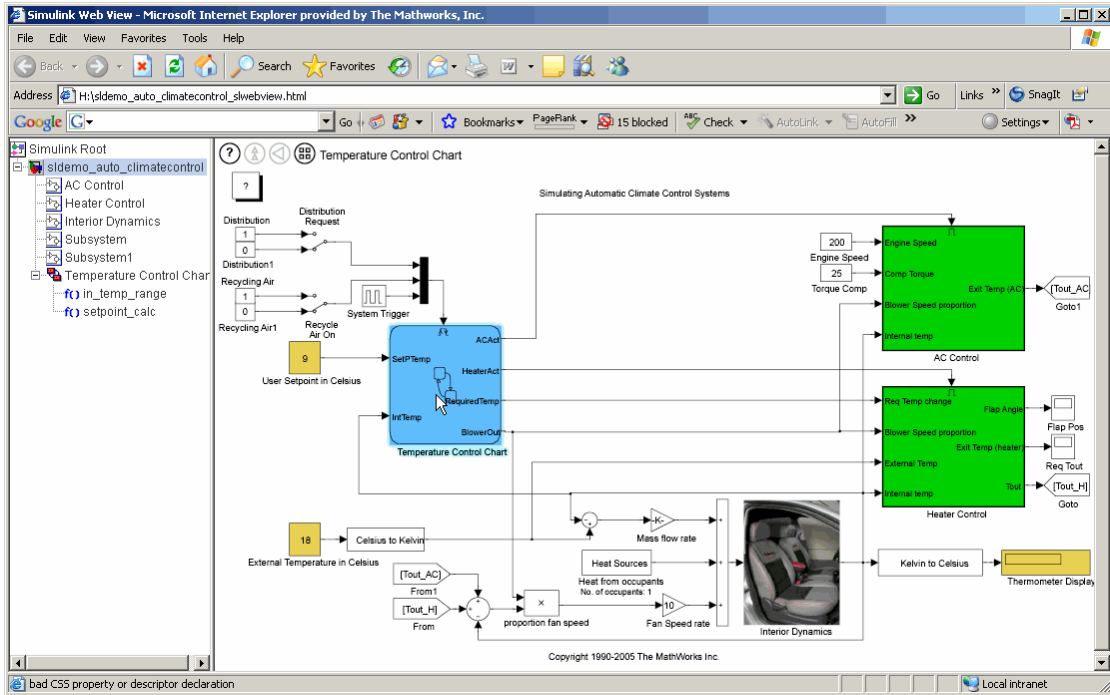 Simulink Web View - Microsoft Internet Explorer provided by The Mathworks, Inc.
File Edit View Favorites Tools Help
Back Search Favorites
Address H:\sldemo_auto_climatecontrol_slwebview.html Go Links » SnagIt
Google G Go Bookmarks PageRank 15 blocked ABC Check AutoLink AutoFill » Settings
Simulink Root
sldemo_auto_climatecontrol
AC Control
Heater Control
Interior Dynamics
Subsystem
Subsystem1
Temperature Control Char
f() in_temp_range
f() setpoint_calc
? Temperature Control Chart
?
Simulating Automatic Climate Control Systems
Distribution
1
0
Distribution1
Distribution
Request
Recycling Air
1
0
Recycling Air1
Recycle
Air On
System Trigger
9
User Setpoint in Celsius
SetPTemp
IntTemp
ACAct
HeaterAct
RequiredTemp
BlowerOut
Temperature Control Chart
200
Engine Speed
25
Torque Comp
Engine Speed
Comp Torque
Blower Speed proportion
Internal temp
Exit Temp (AC)
AC Control
[Tout_AC
Goto1
Req Temp change
Blower Speed proportion
External Temp
Internal temp
Flap Angle
Exit Temp (heater)
Tout
Heater Control
Flap Pos
Req Tout
[Tout_H]
Goto
18
External Temperature in Celsius
Celsius to Kelvin
-K-
Mass flow rate
Heat Sources
Heat from occupants
No. of occupants: 1
[Tout_AC]
From1
[Tout_H]
From
×
proportion fan speed
10
Fan Speed rate
Interior Dynamics
Kelvin to Celsius
Thermometer Display
Copyright 1990-2005 The MathWorks Inc.
bad CSS property or descriptor declaration
Local intranet